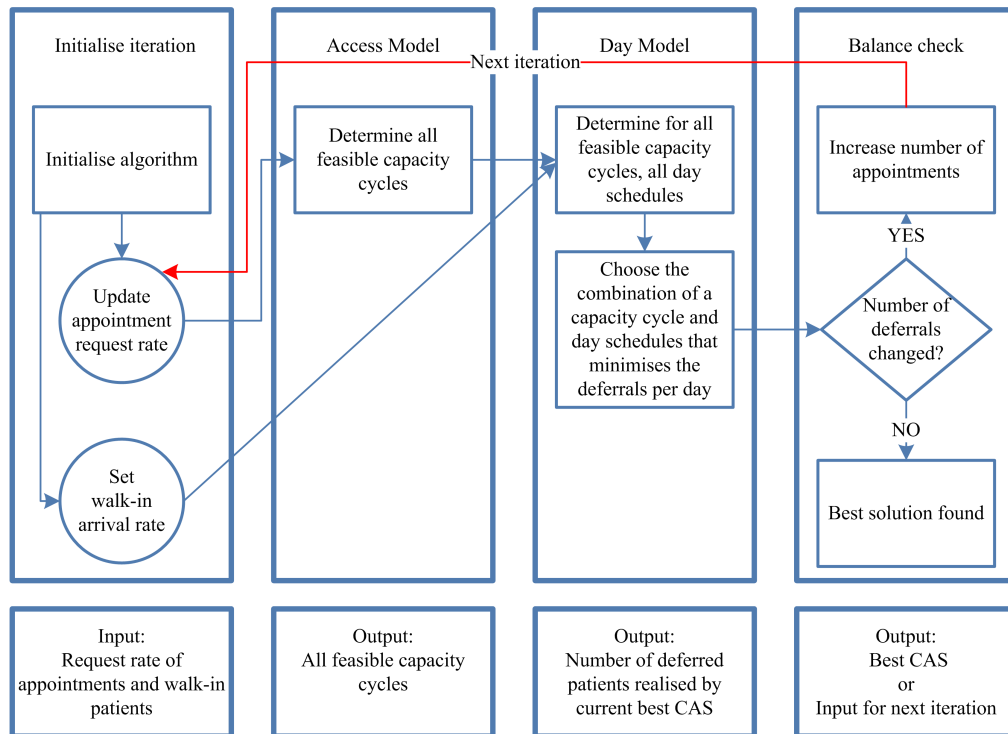 Initialise iteration
Access Model
Day Model
Balance check
Next iteration
Initialise algorithm
Update
appointment
request rate
Set
walk-in
arrival rate
Determine all
feasible capacity
cycles
Determine for all
feasible capacity
cycles, all day
schedules
Choose the
combination of a
capacity cycle and
day schedules that
minimises the
deferrals per day
Increase number of
appointments
YES
Number of
deferrals
changed?
NO
Best solution found
Input:
Request rate of
appointments and walk-in
patients
Output:
All feasible capacity
cycles
Output:
Number of deferred
patients realised by
current best CAS
Output:
Best CAS
or
Input for next iteration